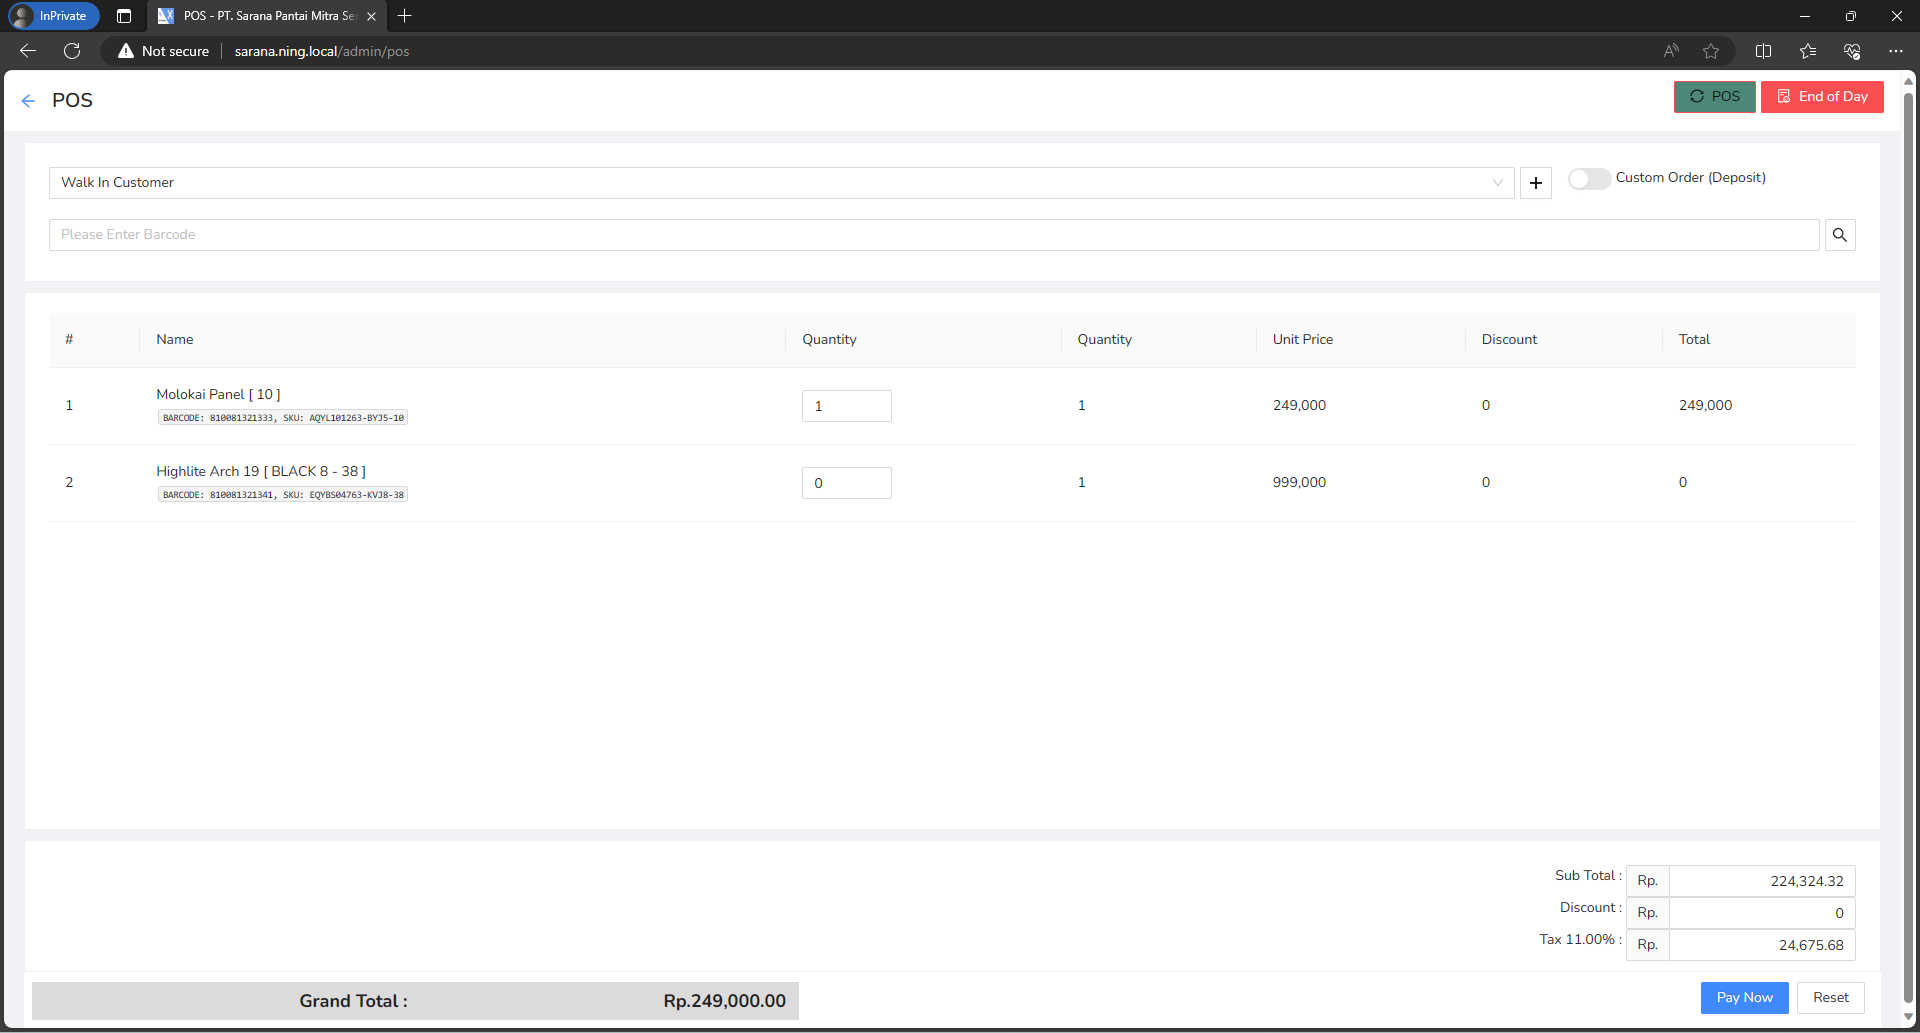 InPrivate
POS - PT. Sarana Pantai Mitra Se
Not secure
sarana.ning.local/admin/pos
POS
POS
End of Day
Walk In Customer
Custom Order (Deposit)
Please Enter Barcode
# Name Quantity Quantity Unit Price Discount Total
1 Molokai Panel [ 10 ] 1 1 249,000 0 249,000
BARCODE: 810081321333, SKU: AQYL101263-BYJ5-10
2 Highlite Arch 19 [ BLACK 8 - 38 ] 0 1 999,000 0 0
BARCODE: 810081321341, SKU: EQYBS04763-KVJ8-38
Sub Total : Rp. 224,324.32
Discount : Rp. 0
Tax 11.00% : Rp. 24,675.68
Grand Total : Rp.249,000.00
Pay Now
Reset